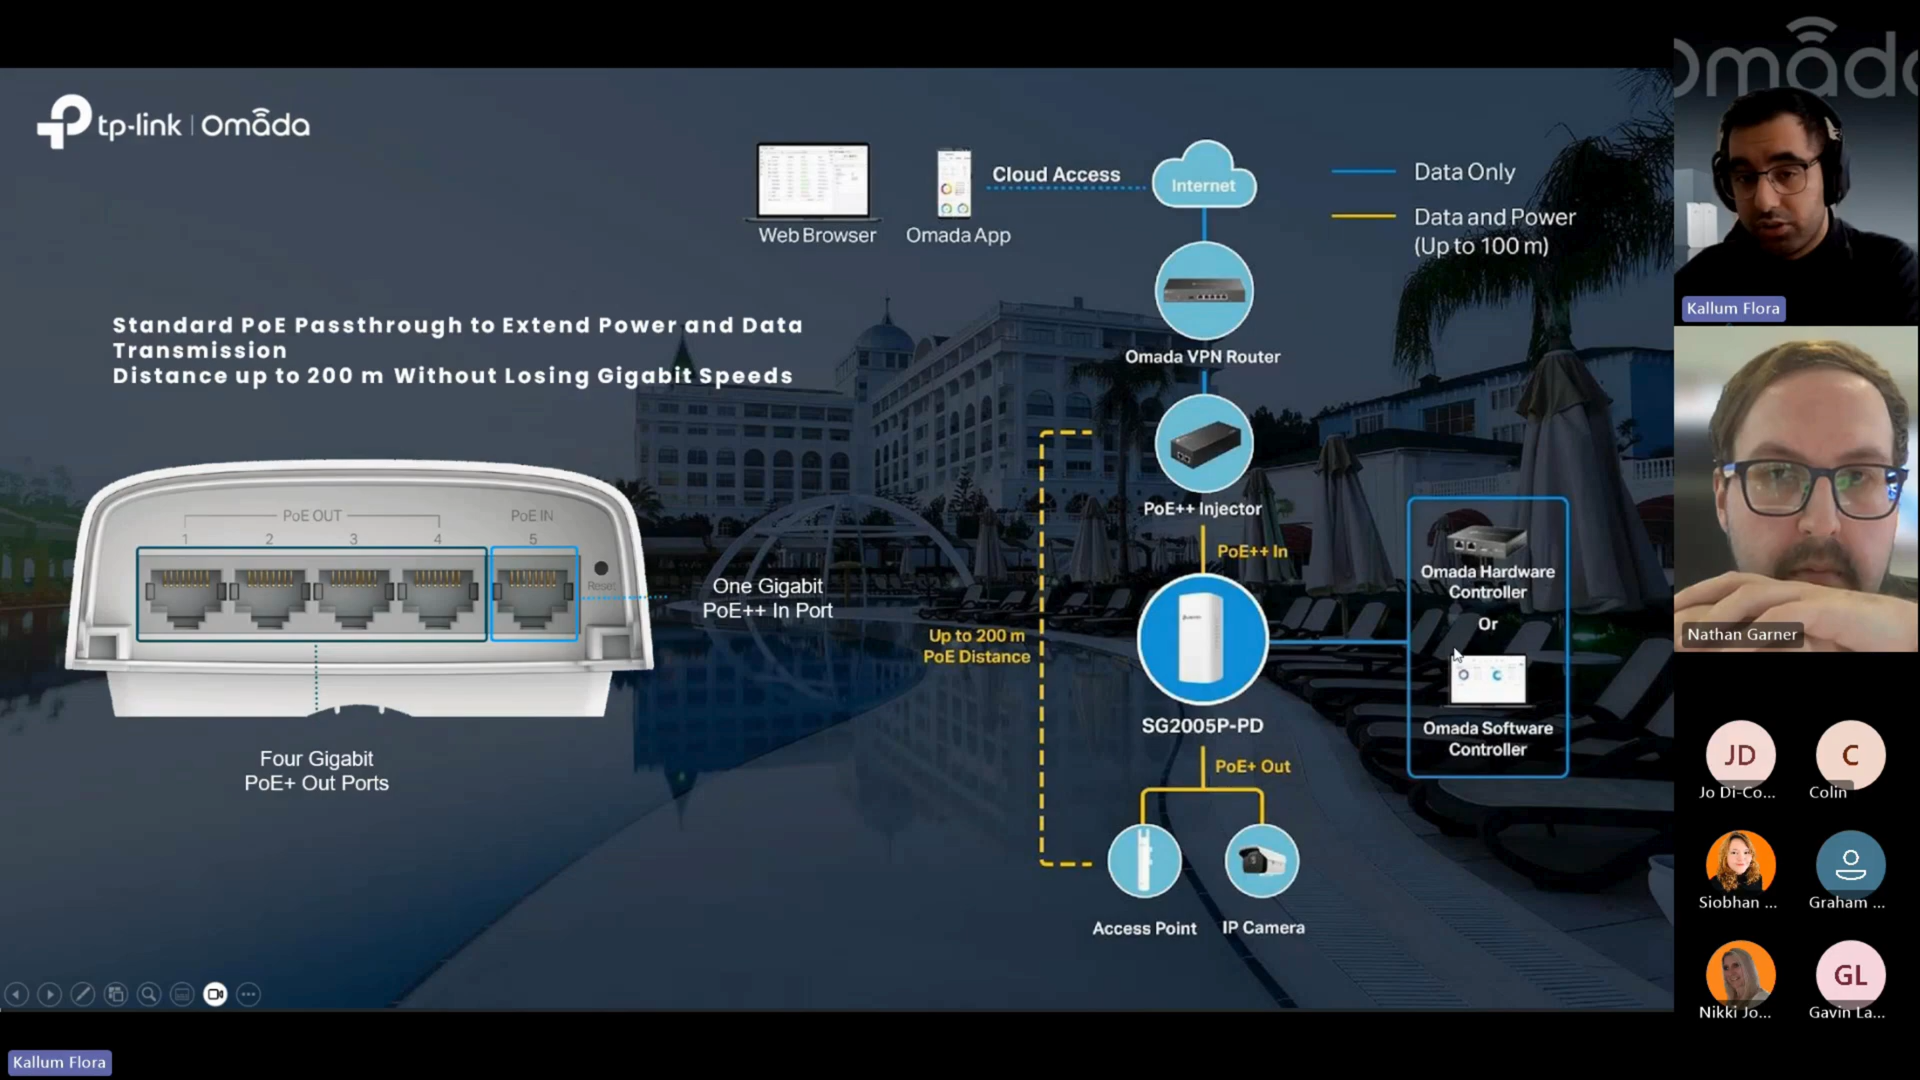 tp-link | Omada
Web Browser
Omada App
Cloud Access
Internet
Data Only
Data and Power
(Up to 100 m)
Omada VPN Router
Standard PoE Passthrough to Extend Power and Data
Transmission
Distance up to 200 m Without Losing Gigabit Speeds
PoE++ Injector
PoE++ In
PoE OUT
PoE IN
1 2 3 4 5
Reset
One Gigabit
PoE++ In Port
Up to 200 m
PoE Distance
Omada Hardware
Controller
Or
Omada Software
Controller
SG2005P-PD
PoE+ Out
Four Gigabit
PoE+ Out Ports
Access Point
IP Camera
omada
Kallum Flora
Nathan Garner
JD
Jo Di-Co...
C
Colin
Siobhan ...
Graham ...
Nikki Jo...
GL
Gavin La...
Kallum Flora